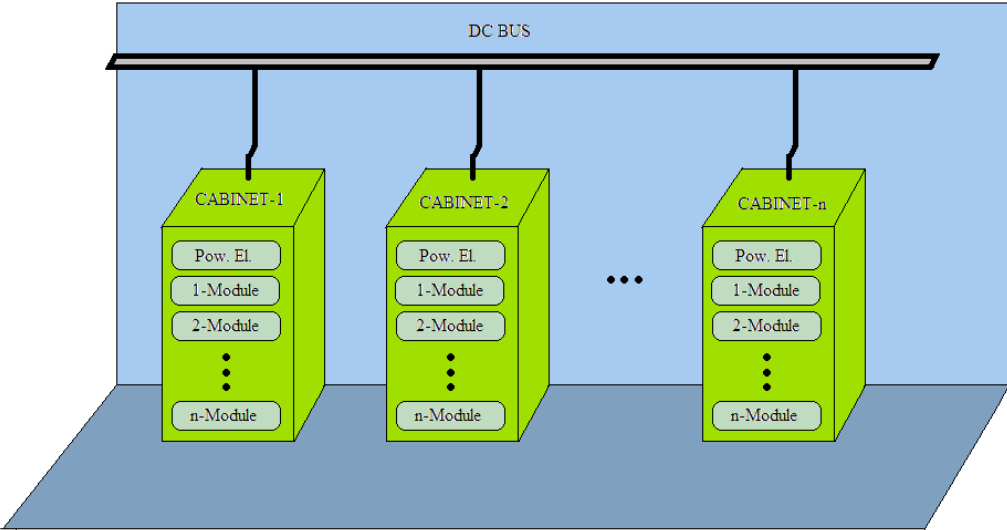 DC BUS
CABINET-1
CABINET-2
CABINET-n
Pow. El.
1-Module
2-Module
n-Module
Pow. El.
1-Module
2-Module
n-Module
Pow. El.
1-Module
2-Module
n-Module